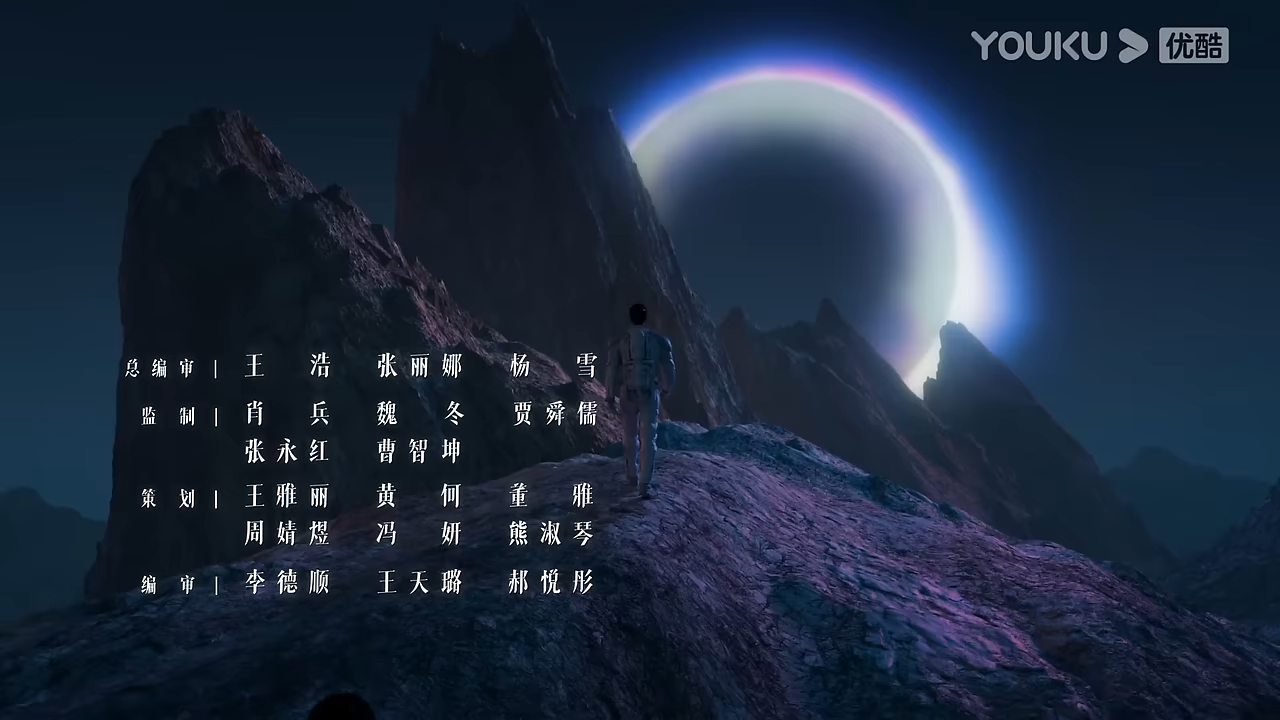 YOUKU 优酷
总编审 | 王浩 张丽娜 杨雪
监制 | 肖兵 魏冬 贾舜儒
张永红 曹智坤
策划 | 王雅丽 黄何 董雅
周婧煜 冯妍 熊淑琴
编审 | 李德顺 王天璐 郝悦彤